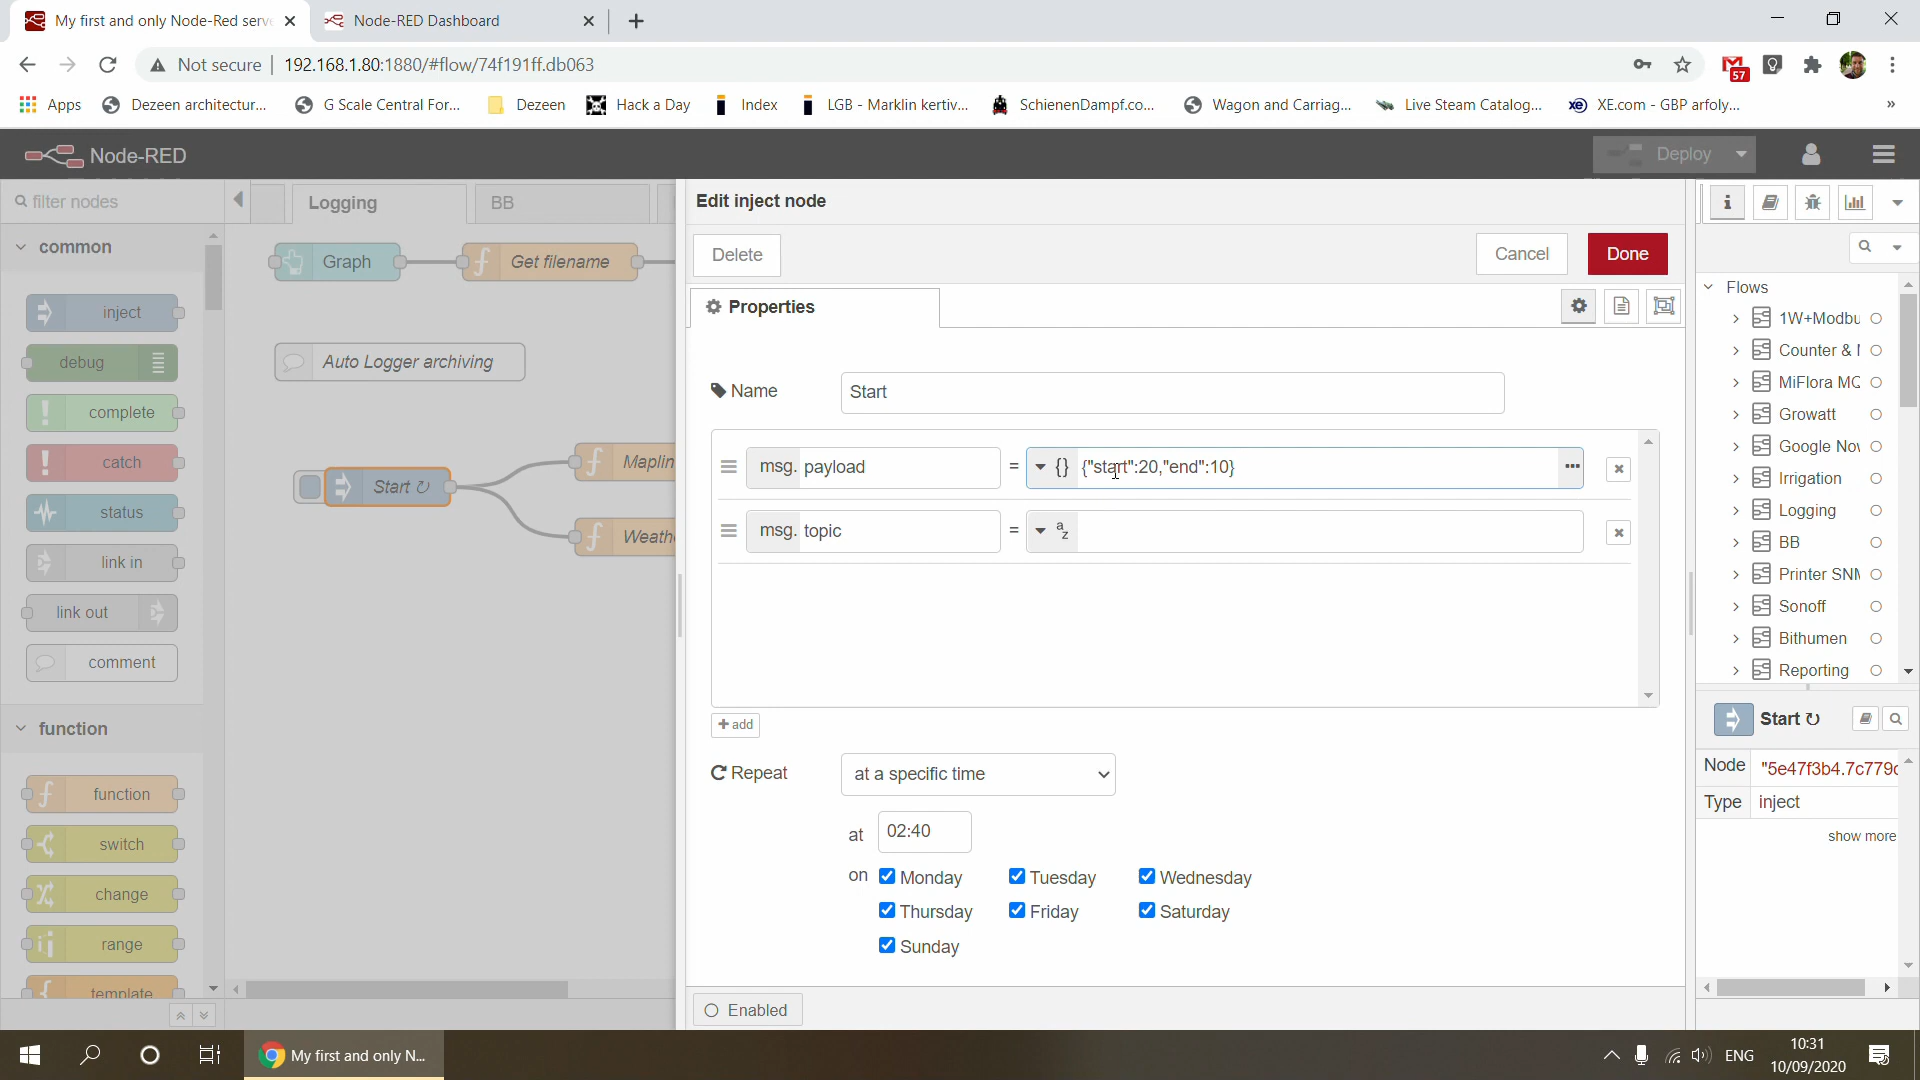 My first and only Node-Red serv
Node-RED Dashboard
Not secure
192.168.1.80:1880/#flow/74f191ff.db063
57
Apps
Dezeen architectur...
G Scale Central For...
Dezeen
Hack a Day
Index
LGB - Marklin kertiv...
SchienenDampf.co...
Wagon and Carriag...
Live Steam Catalog...
xe
XE.com - GBP arfoly...
»
Node-RED
Deploy
filter nodes
common
inject
debug
complete
catch
status
link in
link out
comment
function
function
switch
change
range
template
Logging
BB
Graph
Get filename
Auto Logger archiving
Start ↻
Maplin
Weath
Edit inject node
Delete
Cancel
Done
Properties
Name
Start
msg. payload
=
{} {"start":20,"end":10}
msg. topic
=
az
+ add
Repeat
at a specific time
at
02:40
on
Monday
Tuesday
Wednesday
Thursday
Friday
Saturday
Sunday
Enabled
Flows
1W+Modbu
Counter & 
MiFlora MQ
Growatt
Google No
Irrigation
Logging
BB
Printer SN
Sonoff
Bithumen
Reporting
Start ↻
Node
"5e47f3b4.7c779c
Type
inject
show more
My first and only N...
ENG
10:31
10/09/2020